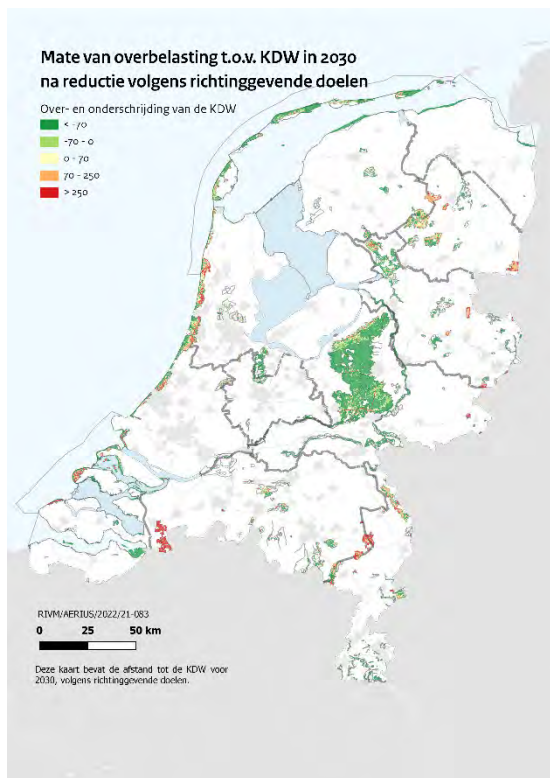 Mate van overbelasting t.o.v. KDW in 2030
na reductie volgens richtinggevende doelen
Over- en onderschrijding van de KDW
< -70
-70 - 0
0 - 70
70 - 250
> 250
RIVM/AERIUS/2022/21-083
0 25 50 km
Deze kaart bevat de afstand tot de KDW voor
2030, volgens richtinggevende doelen.